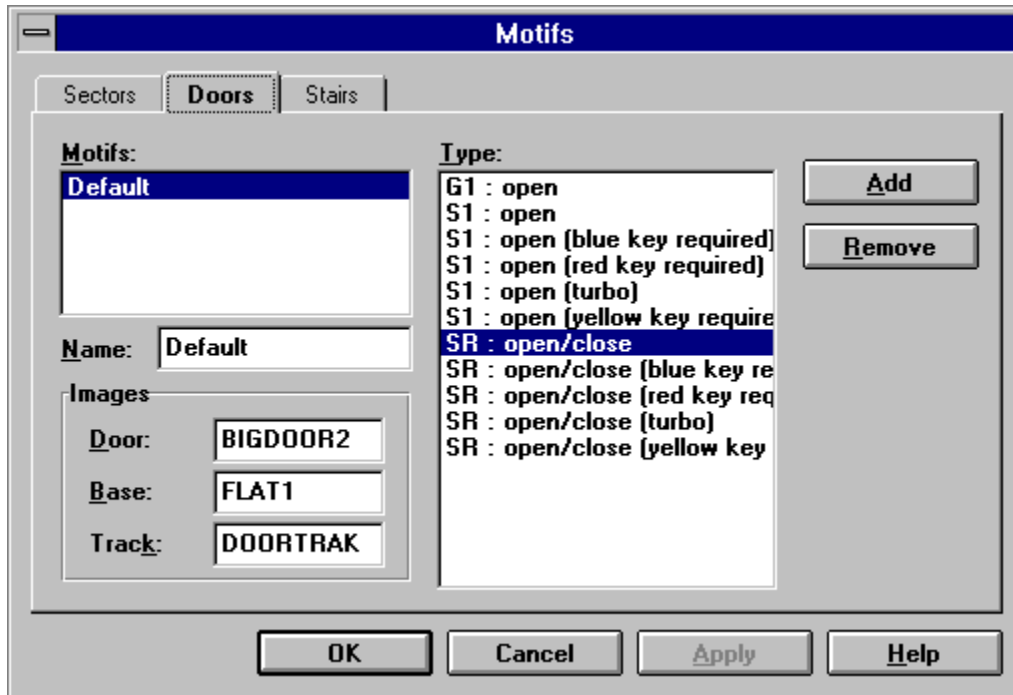 Motifs
Sectors Doors Stairs
Motifs:
Default
Name: Default
Images
Door: BIGDOOR2
Base: FLAT1
Track: DOORTRAK
Type:
G1 : open
S1 : open
S1 : open (blue key required)
S1 : open (red key required)
S1 : open (turbo)
S1 : open (yellow key require
SR : open/close
SR : open/close (blue key re
SR : open/close (red key req
SR : open/close (turbo)
SR : open/close (yellow key
Add
Remove
OK Cancel Apply Help